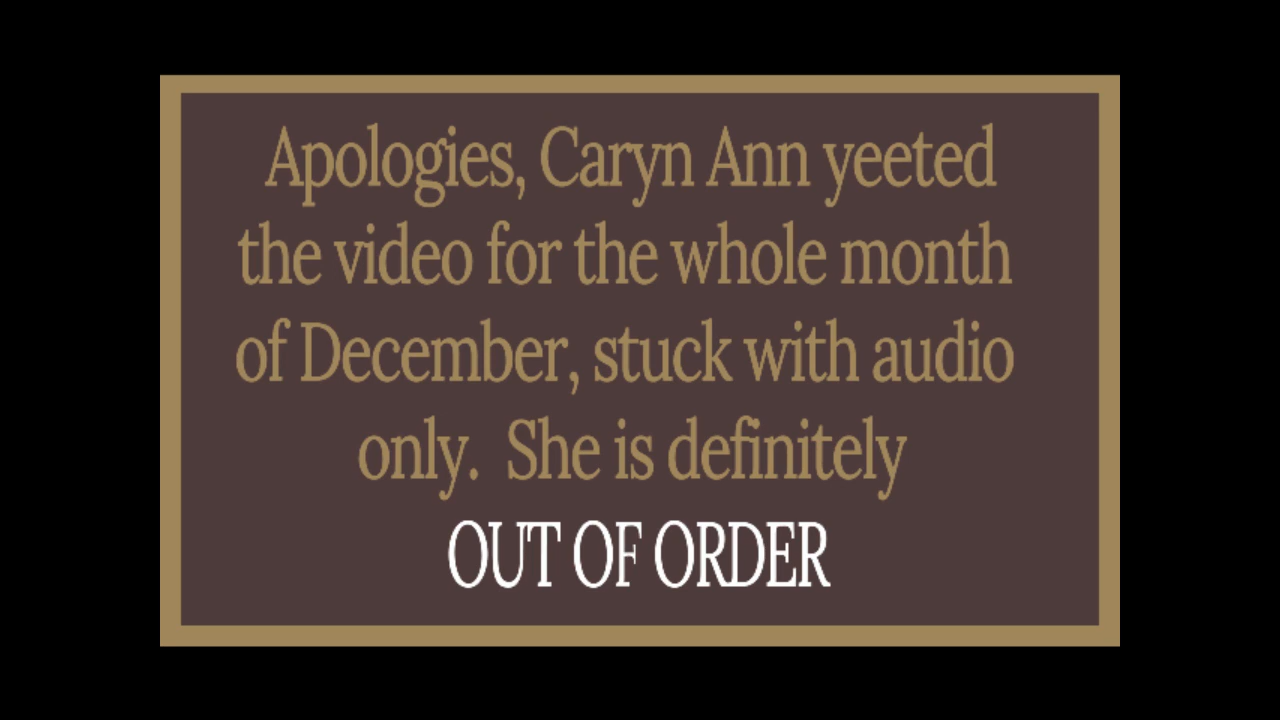 Apologies, Caryn Ann yeeted
the video for the whole month
of December, stuck with audio
only.  She is definitely
OUT OF ORDER